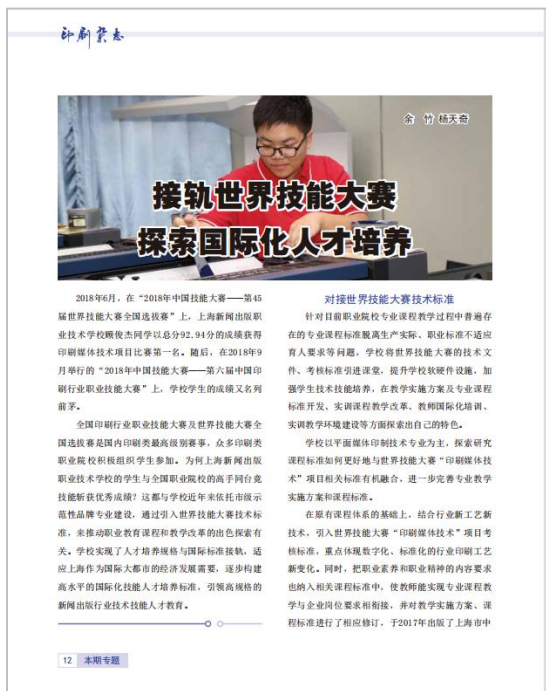 印刷杂志
余 竹 杨天奇
接轨世界技能大赛
探索国际化人才培养
2018年6月，在“2018年中国技能大赛——第45
届世界技能大赛全国选拔赛”上，上海新闻出版职
业技术学校顾俊杰同学以总分92.94分的成绩获得
印刷媒体技术项目比赛第一名。随后，在2018年9
月举行的“2018年中国技能大赛——第六届中国印
刷行业职业技能大赛”上，学校学生的成绩又名列
前茅。
全国印刷行业职业技能大赛及世界技能大赛全
国选拔赛是国内印刷类最高级别赛事，众多印刷类
职业院校积极组织学生参加。为何上海新闻出版
职业技术学校的学生与全国职业院校的高手同台竞
技能斩获优秀成绩？这都与学校近年来依托市级示
范性品牌专业建设，通过引入世界技能大赛技术标
准，来推动职业教育课程和教学改革的出色探索有
关。学校实现了人才培养规格与国际标准接轨，适
应上海作为国际大都市的经济发展需要，逐步构建
高水平的国际化技能人才培养标准，引领高规格的
新闻出版行业技术技能人才教育。
对接世界技能大赛技术标准
针对目前职业院校专业课程教学过程中普遍存
在的专业课程标准脱离生产实际、职业标准不适应
育人要求等问题，学校将世界技能大赛的技术文
件、考核标准引进课堂，提升学校软硬件设施，加
强学生技术技能培养，在教学实施方案及专业课程
标准开发、实训课程教学改革、教师国际化培训、
实训教学环境建设等方面探索出自己的特色。
学校以平面媒体印制技术专业为主，探索研究
课程标准如何更好地与世界技能大赛“印刷媒体技
术”项目相关标准有机融合，进一步完善专业教学
实施方案和课程标准。
在原有课程体系的基础上，结合行业新工艺新
技术，引入世界技能大赛“印刷媒体技术”项目考
核标准，重点体现数字化、标准化的行业印刷工艺
新变化。同时，把职业素养和职业精神的内容要求
也纳入相关课程标准中，使教师能实现专业课程教
学与企业岗位要求相衔接，并对教学实施方案、课
程标准进行了相应修订，于2017年出版了上海市中
12 本期专题